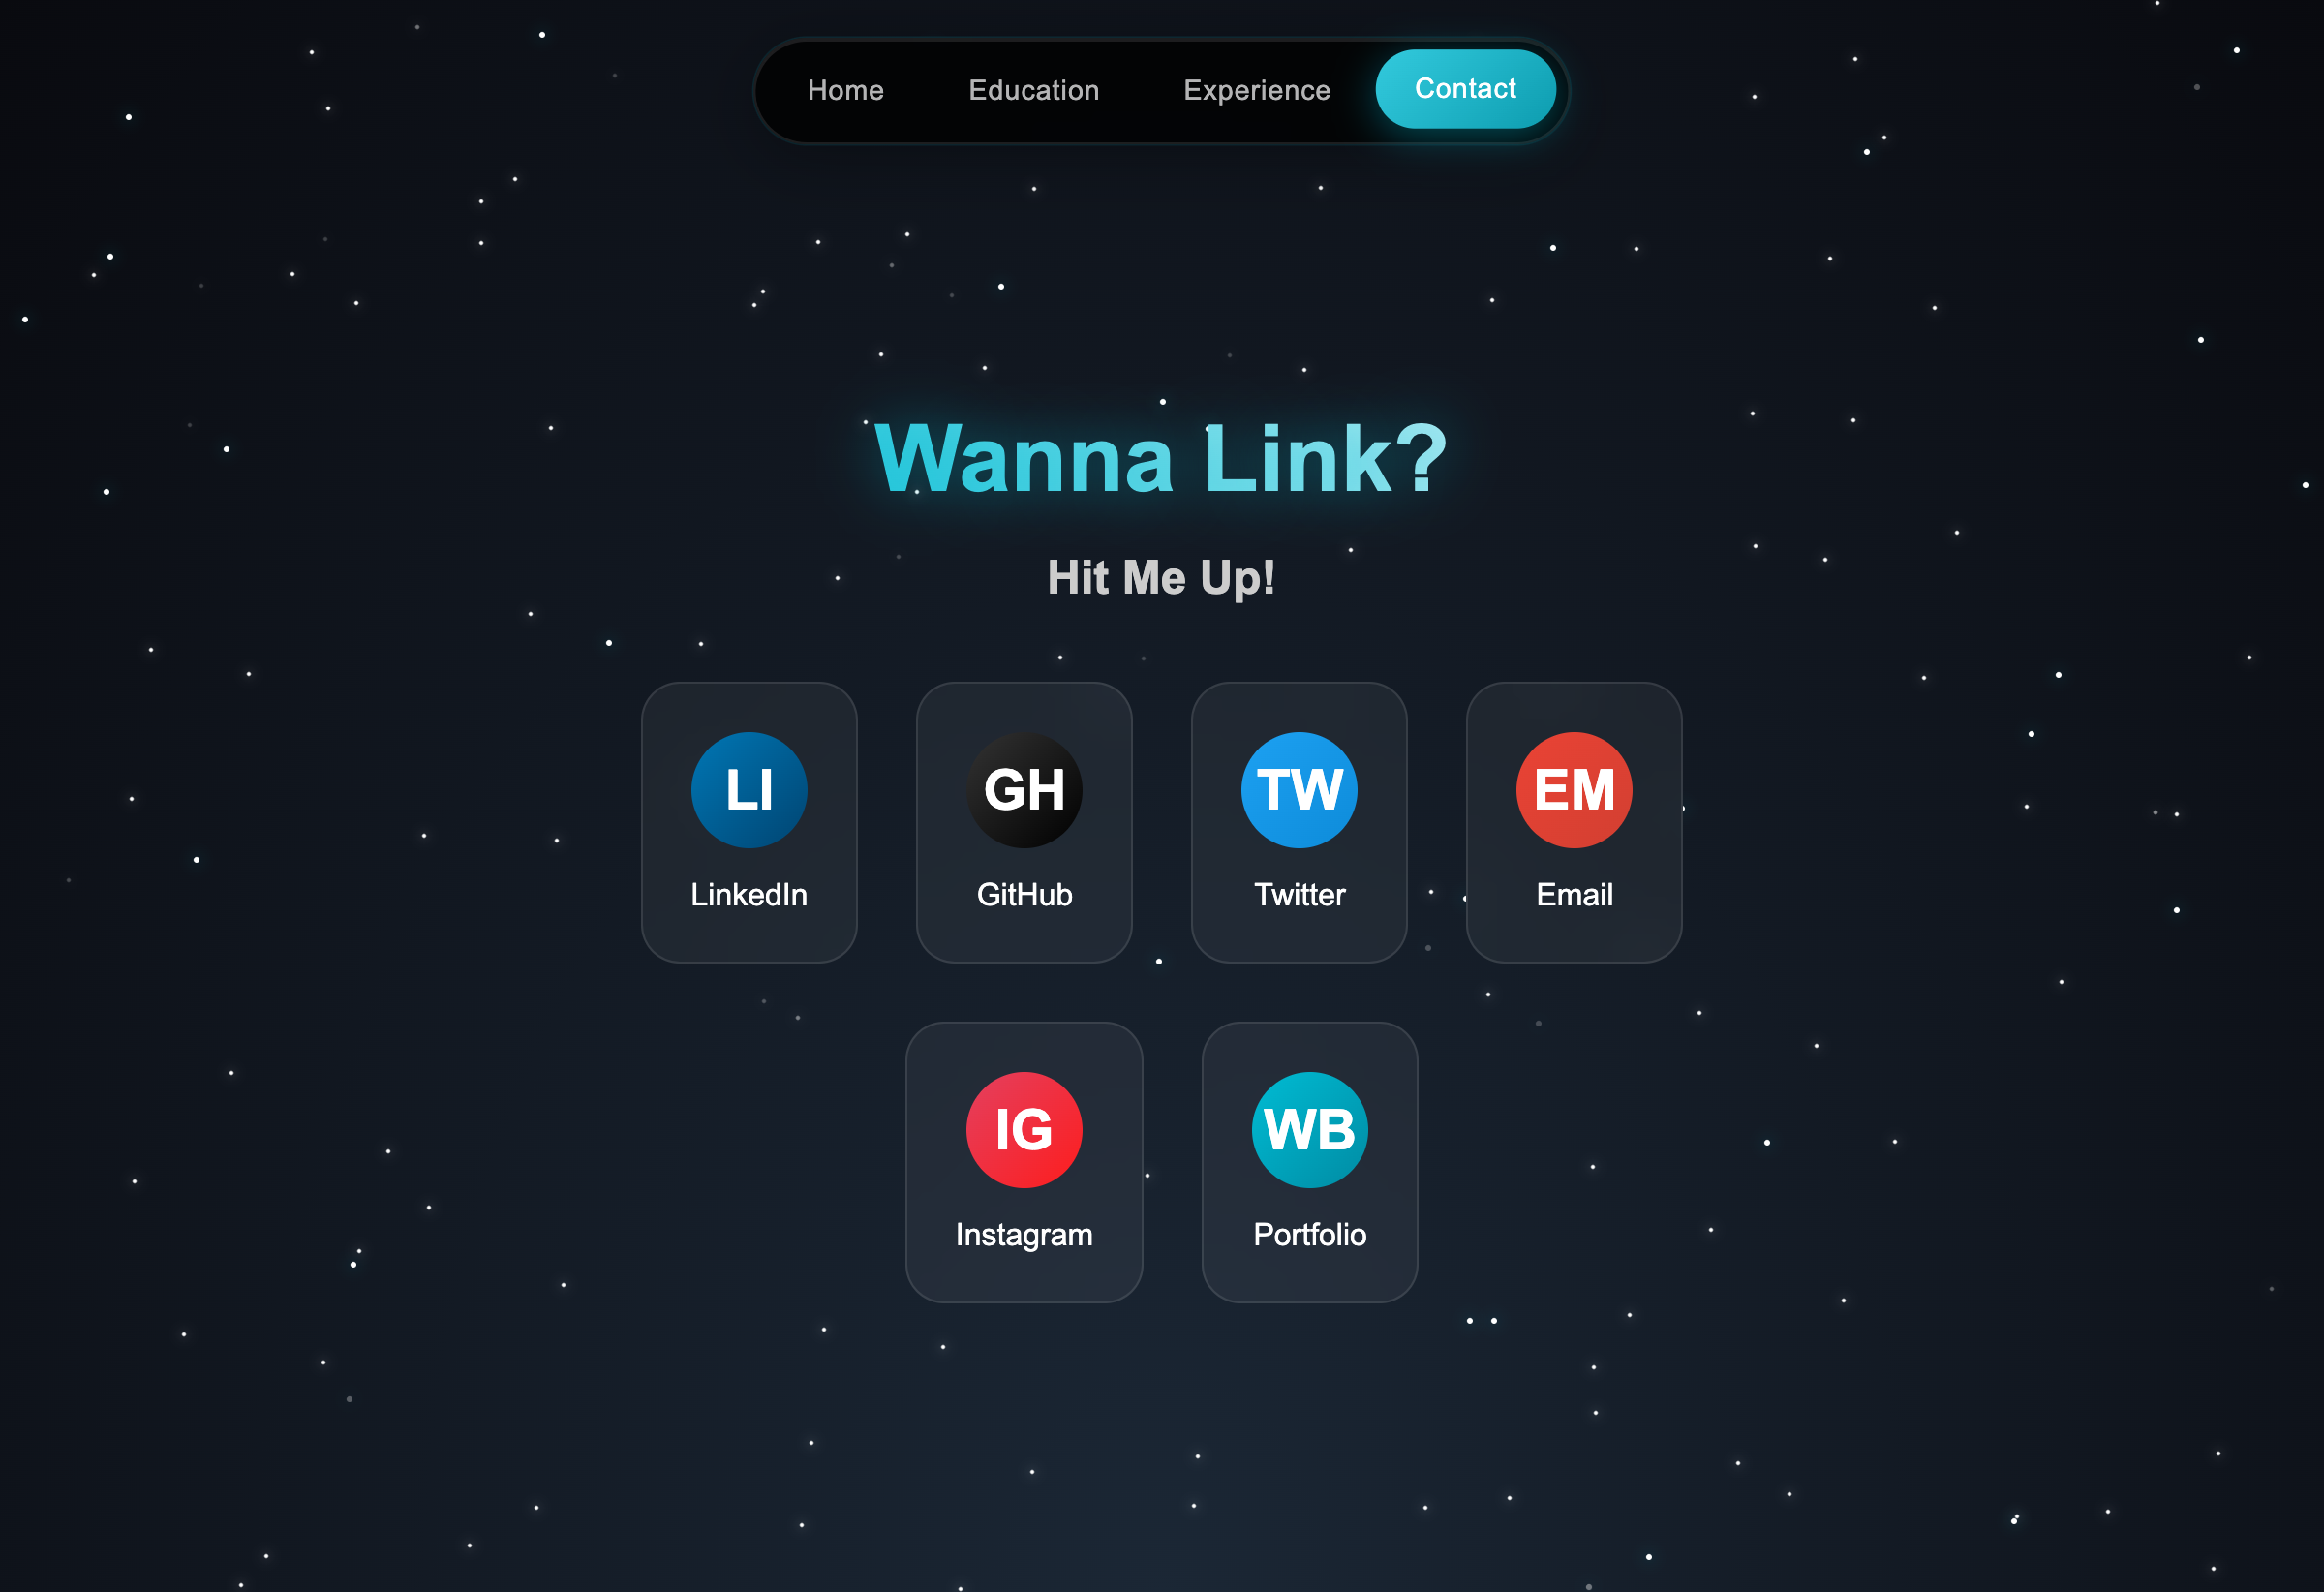 Home Education Experience Contact
Wanna Link?
Hit Me Up!
LI GH TW EM
LinkedIn GitHub Twitter Email
IG WB
Instagram Portfolio